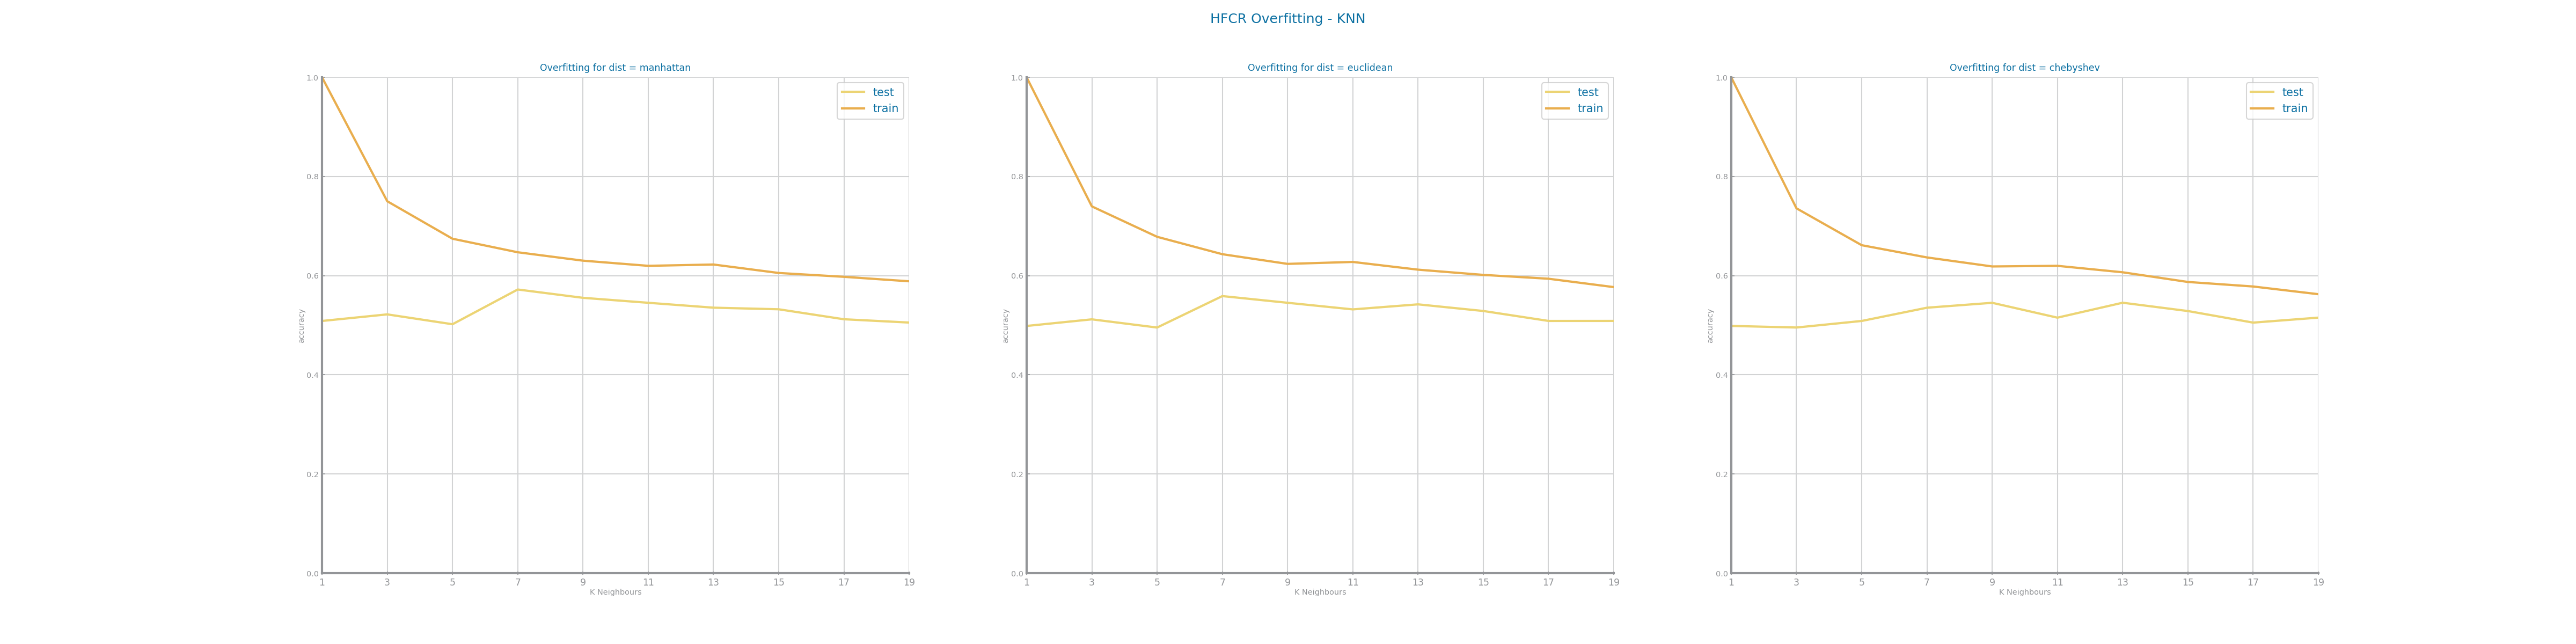 HFCR Overfitting - KNN
Overfitting for dist = manhattan
1.0
0.8
0.6
0.4
0.2
0.0
accuracy
test
train
1 3 5 7 9 11 13 15 17 19
K Neighbours
Overfitting for dist = euclidean
1.0
0.8
0.6
0.4
0.2
0.0
accuracy
test
train
1 3 5 7 9 11 13 15 17 19
K Neighbours
Overfitting for dist = chebyshev
1.0
0.8
0.6
0.4
0.2
0.0
accuracy
test
train
1 3 5 7 9 11 13 15 17 19
K Neighbours